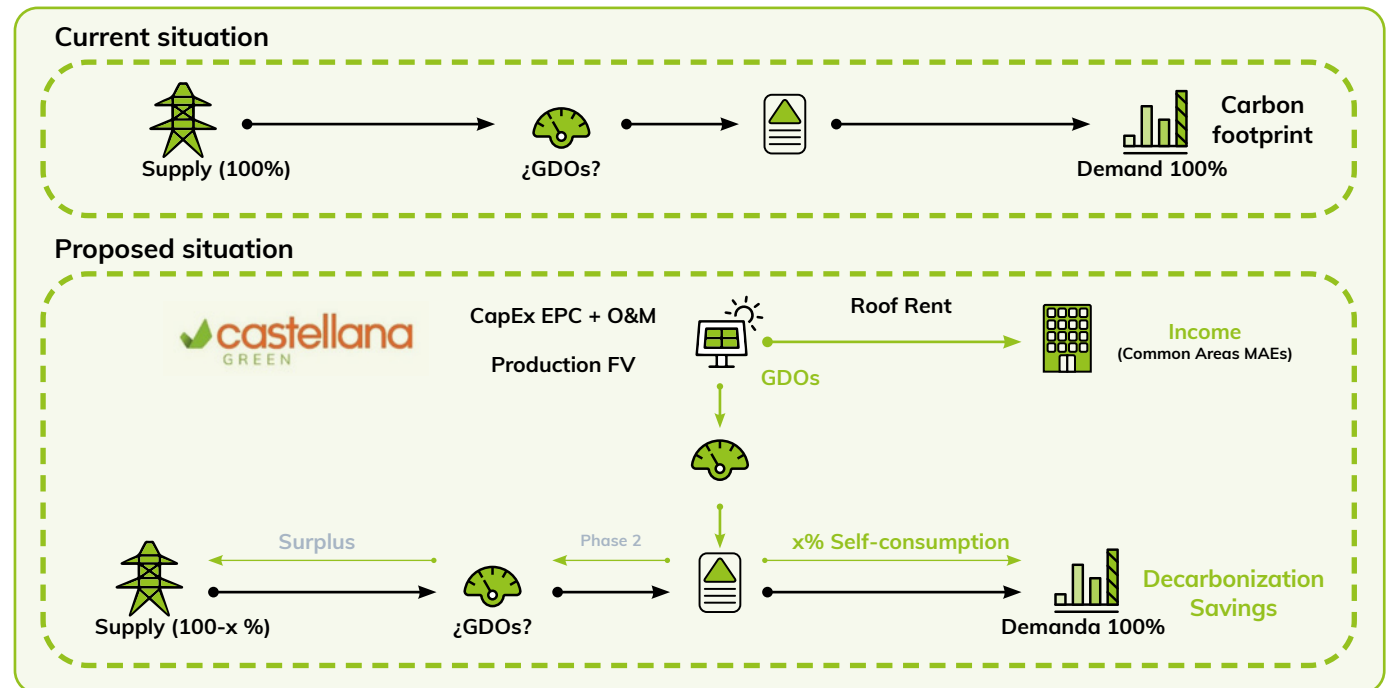 Current situation
Supply (100%)
¿GDOs?
Demand 100%
Carbon
footprint
Proposed situation
castellana
GREEN
CapEx EPC + O&M
Production FV
GDOs
Roof Rent
Income
(Common Areas MAEs)
Surplus
Phase 2
x% Self-consumption
Supply (100-x %)
¿GDOs?
Demanda 100%
Decarbonization
Savings